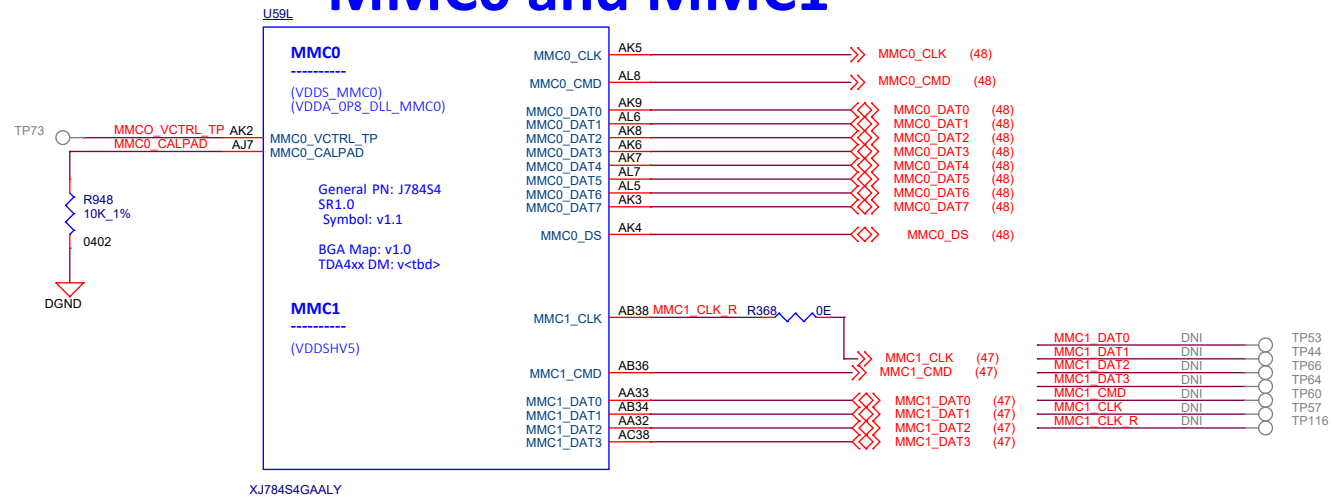 MMC0 and MMC1
U59L
MMC0
----------
(VDDS_MMC0)
(VDDA_0P8_DLL_MMC0)
TP73
MMCO_VCTRL_TP AK2 MMC0_VCTRL_TP
MMC0_CALPAD AJ7 MMC0_CALPAD
R948
10K_1%
0402
DGND
General PN: J784S4
SR1.0
Symbol: v1.1
BGA Map: v1.0
TDA4xx DM: v<tbd>
MMC1
----------
(VDDSHV5)
MMC0_CLK AK5 MMC0_CLK (48)
MMC0_CMD AL8 MMC0_CMD (48)
MMC0_DAT0 AK9 MMC0_DAT0 (48)
MMC0_DAT1 AL6 MMC0_DAT1 (48)
MMC0_DAT2 AK8 MMC0_DAT2 (48)
MMC0_DAT3 AK6 MMC0_DAT3 (48)
MMC0_DAT4 AK7 MMC0_DAT4 (48)
MMC0_DAT5 AL7 MMC0_DAT5 (48)
MMC0_DAT6 AL5 MMC0_DAT6 (48)
MMC0_DAT7 AK3 MMC0_DAT7 (48)
MMC0_DS AK4 MMC0_DS (48)
MMC1_CLK AB38 MMC1_CLK_R R368 0E
MMC1_CLK (47)
MMC1_CMD AB36 MMC1_CMD (47)
MMC1_DAT0 AA33 MMC1_DAT0 (47)
MMC1_DAT1 AB34 MMC1_DAT1 (47)
MMC1_DAT2 AA32 MMC1_DAT2 (47)
MMC1_DAT3 AC38 MMC1_DAT3 (47)
MMC1_DAT0 DNI TP53
MMC1_DAT1 DNI TP44
MMC1_DAT2 DNI TP66
MMC1_DAT3 DNI TP64
MMC1_CMD DNI TP60
MMC1_CLK DNI TP57
MMC1_CLK_R DNI TP116
XJ784S4GAALY